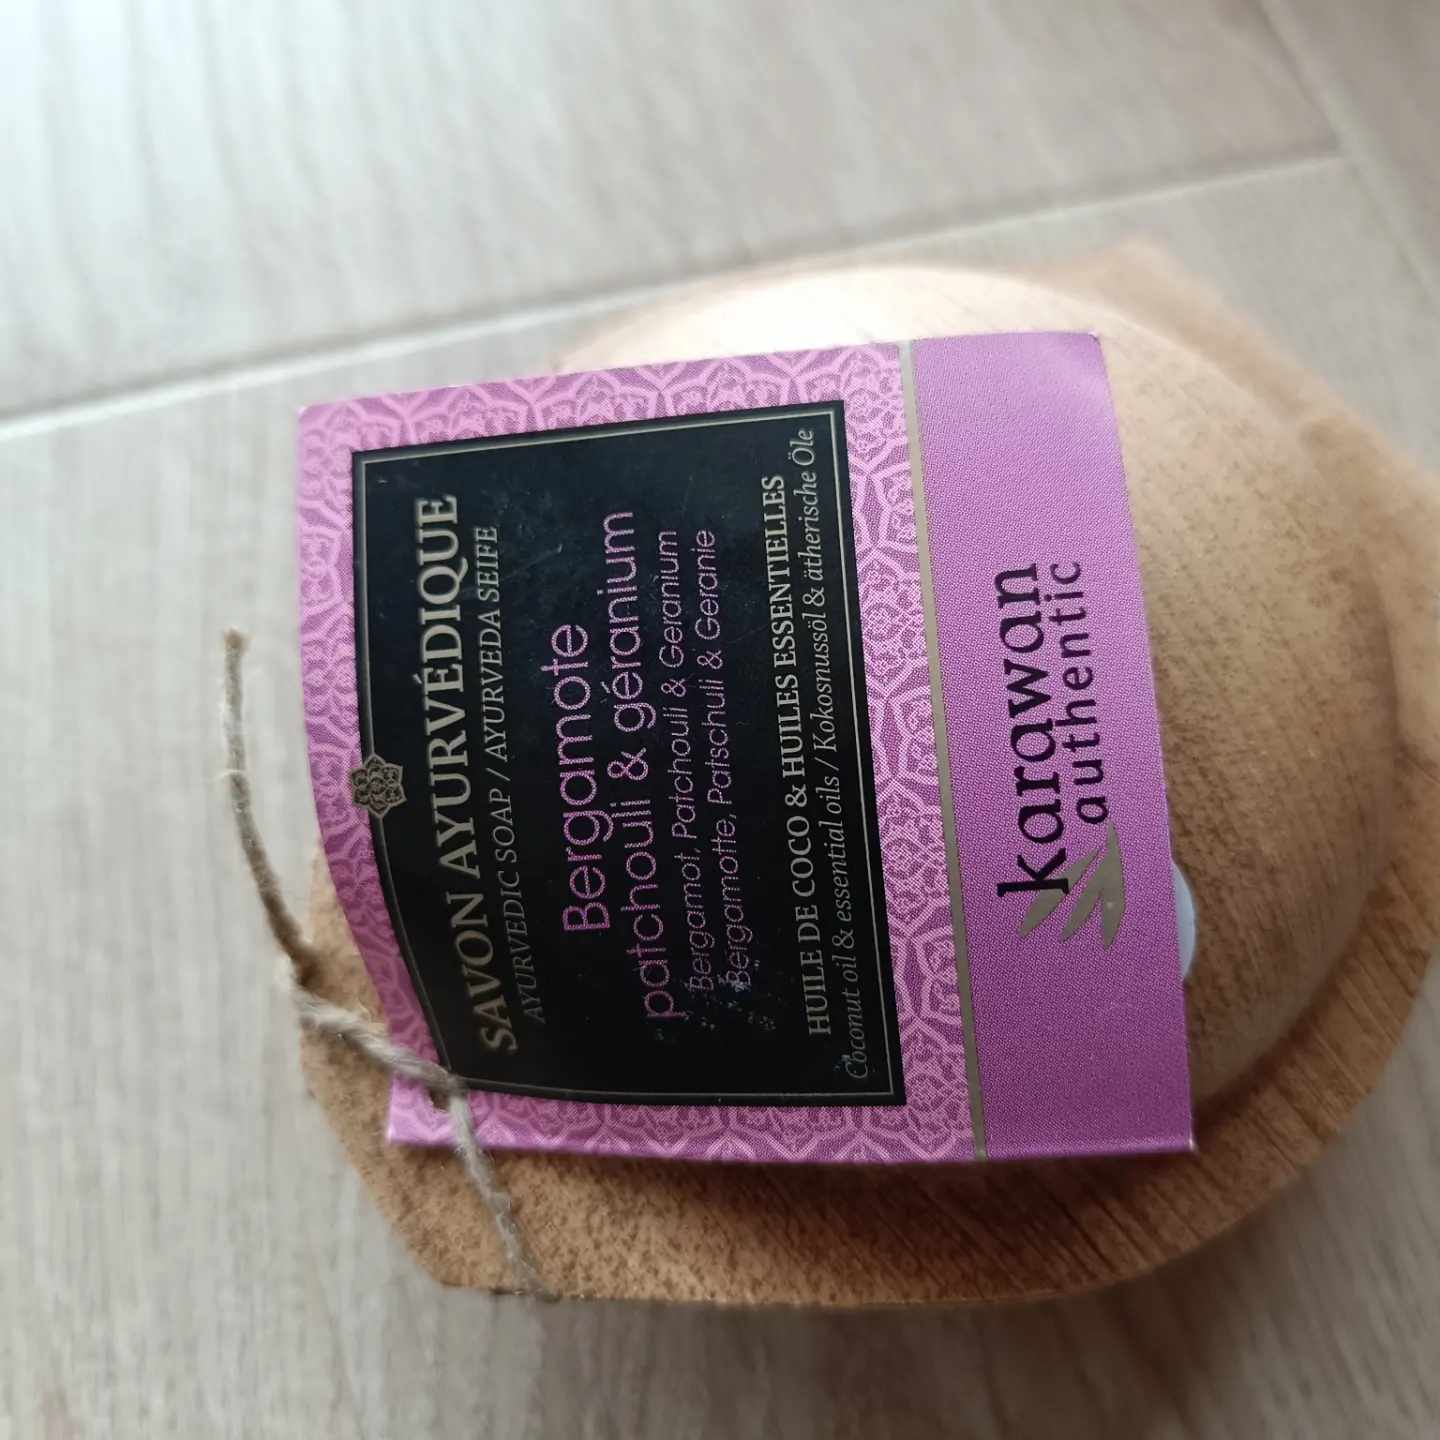 SAVON AYURVÉDIQUE
AYURVEDIC SOAP / AYURVEDA SEIFE
Bergamote
patchouli & géranium
Bergamot, Patchouli & Geranium
Bergamotte, Patschuli & Geranie
HUILE DE COCO & HUILES ESSENTIELLES
Coconut oil & essential oils / Kokosnussöl & ätherische Öle
karawan
authentic